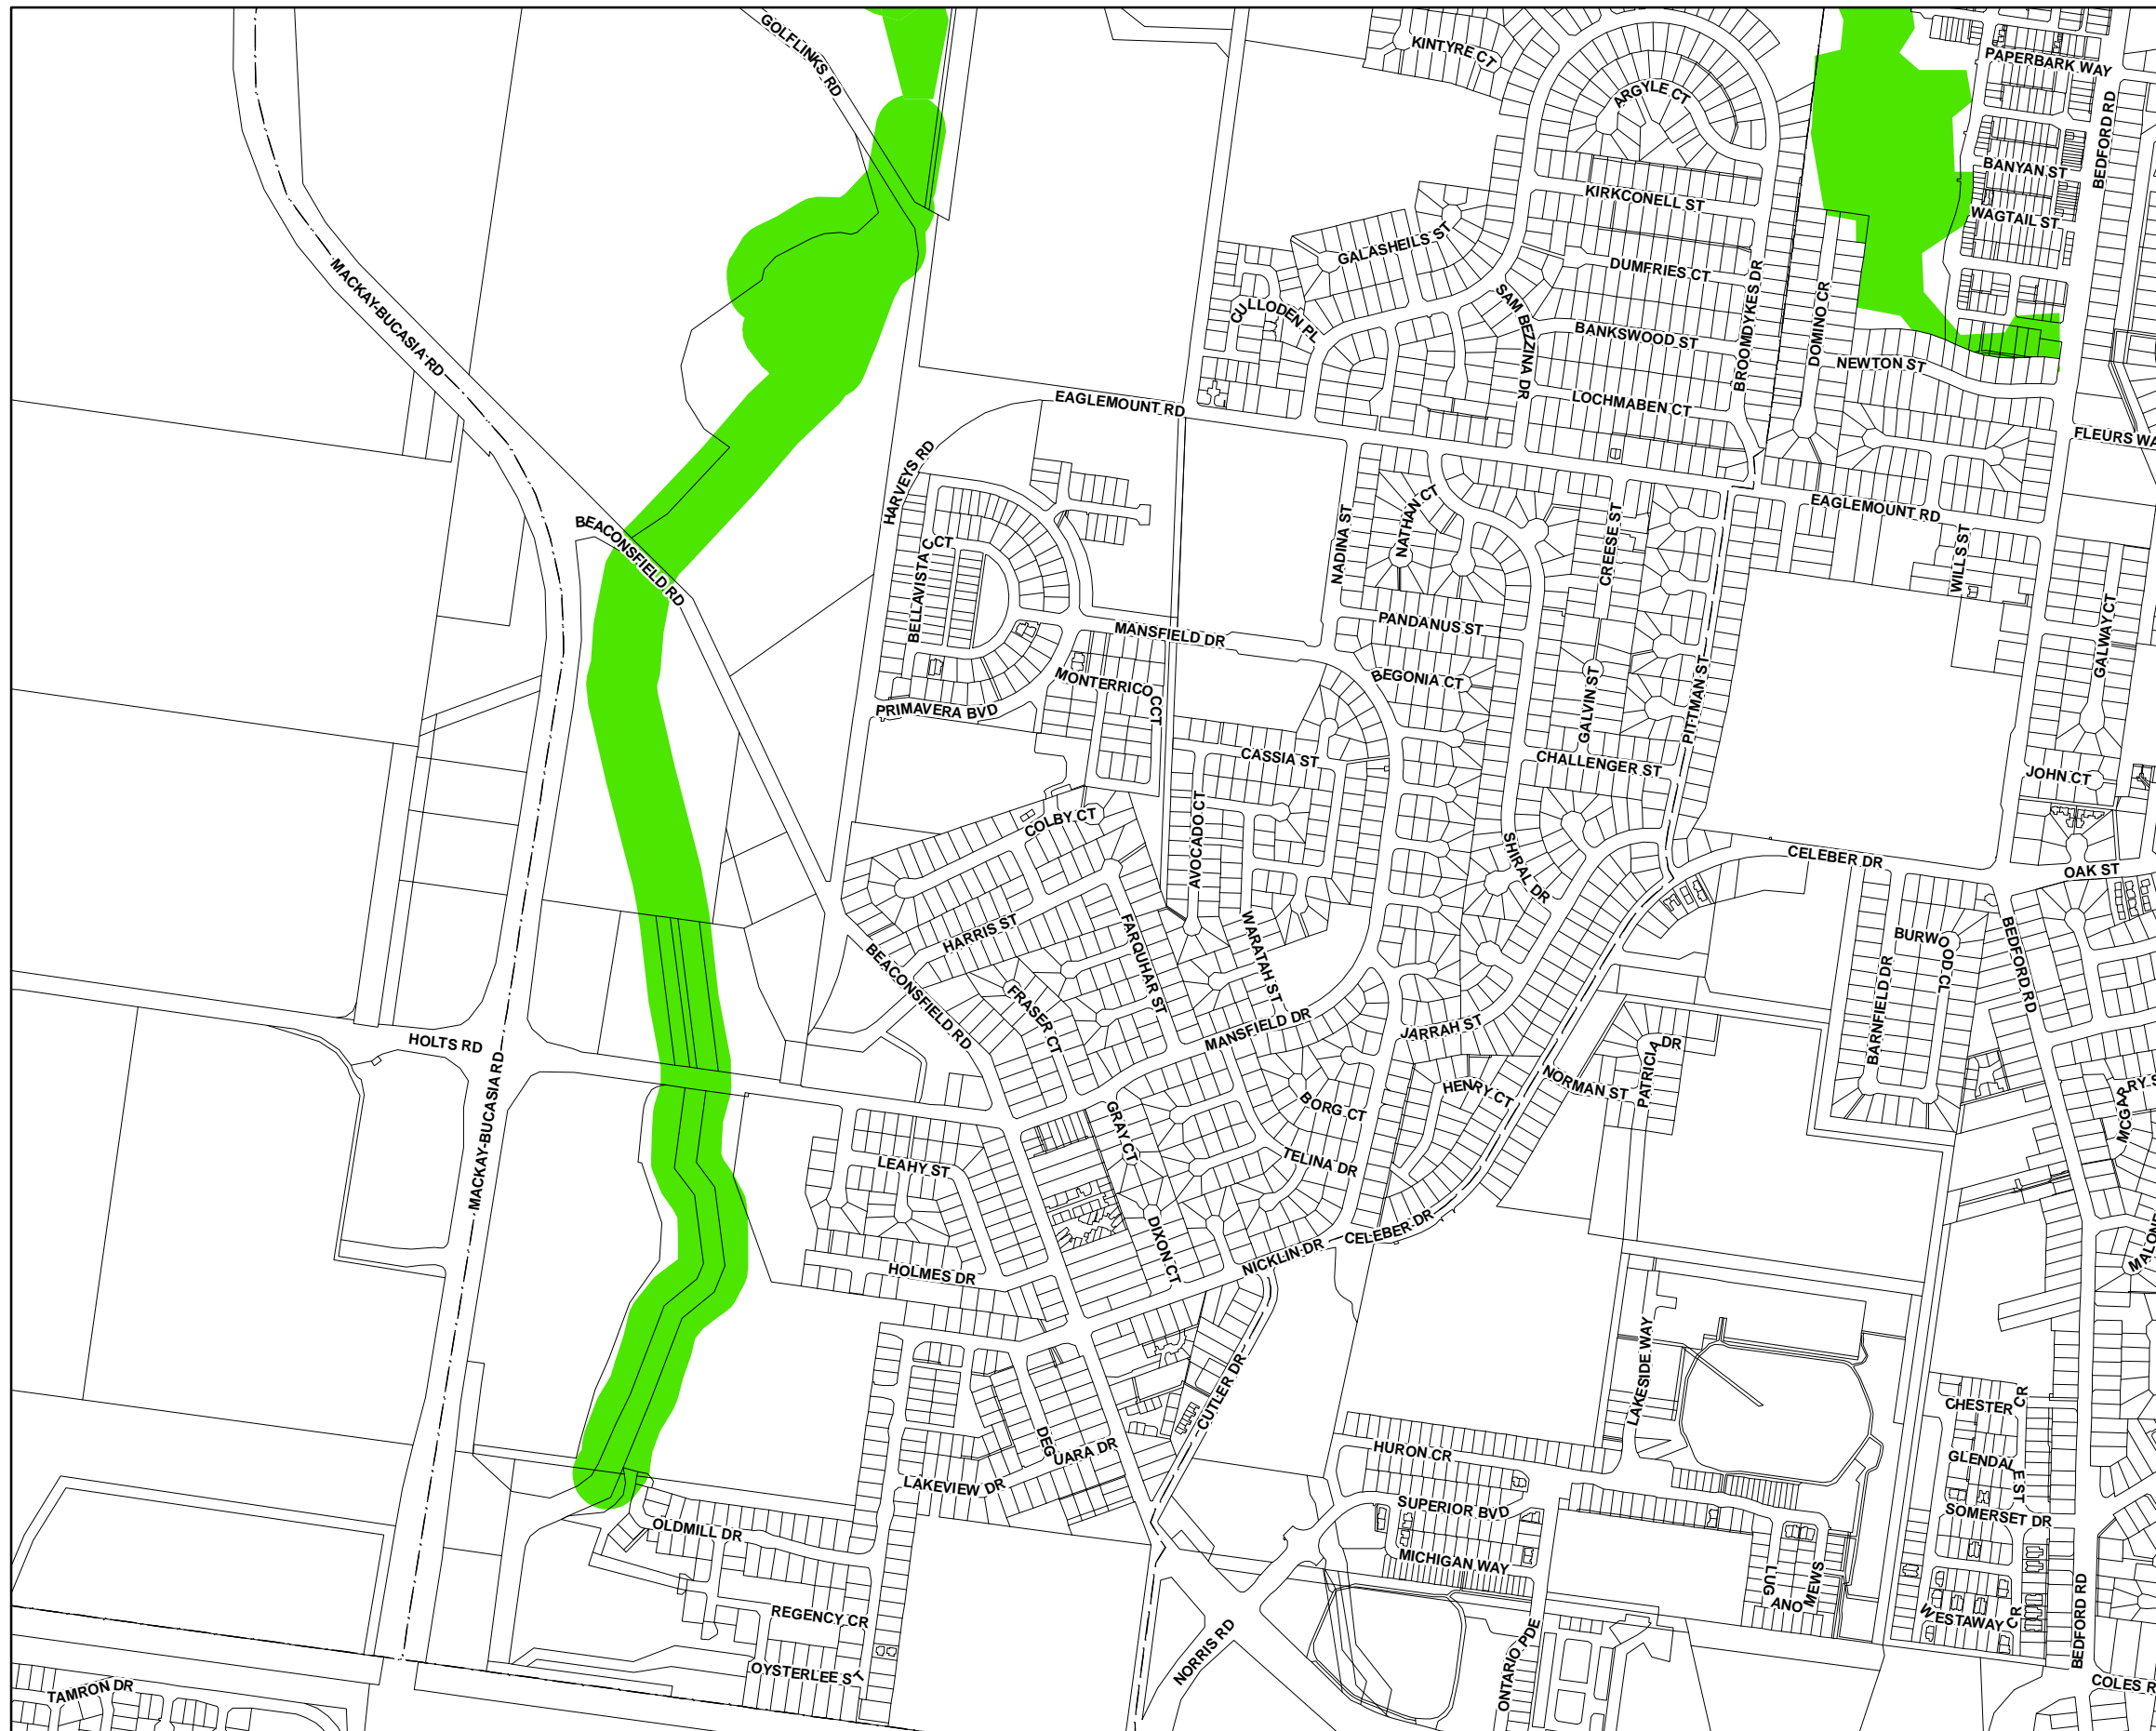 GOLFLINKS RD
KINTYRE CT
PAPERBARK WAY
ARGYLE CT
BEDFORD RD
BANYAN ST
KIRKCONELL ST
WAGTAIL ST
GALASHEILS ST
DUMFRIES CT
MACKAY-BUCASIA RD
CULLODEN PL
SAM BEZZINA DR
BROOMDYKES DR
DOMINO CR
BANKSWOOD ST
NEWTON ST
EAGLEMOUNT RD
LOCHMABEN CT
FLEURS WA
HARVEYS RD
NATHAN CT
EAGLEMOUNT RD
BEACONSFIELD RD
NADINA ST
CREESE ST
WILLS ST
BELLAVISTA C CT
MANSFIELD DR
PANDANUS ST
GALWAY CT
MONTERRICO CCT
BEGONIA CT
GALVIN ST
PITTMAN ST
PRIMAVERA BVD
CASSIA ST
CHALLENGER ST
JOHN CT
COLBY CT
AVOCADO CT
SHIRAL DR
CELEBER DR
OAK ST
HARRIS ST
FARQUHAR ST
WARATAH ST
BURWOOD CL
BEDFORD RD
BEACONSFIELD RD
FRASER CT
BARNFIELD DR
HOLTS RD
MANSFIELD DR
JARRAH ST
PATRICIA DR
MACKAY-BUCASIA RD
HENRY CT
NORMAN ST
GRAY CT
BORG CT
MCGARRY S
LEAHY ST
TELINA DR
DIXON CT
CELEBER DR
MALONE
HOLMES DR
NICKLIN DR
LAKESIDE WAY
CUTLER DR
CHESTER CR
DEGUARA DR
HURON CR
GLENDALE ST
LAKEVIEW DR
SUPERIOR BVD
SOMERSET DR
OLDMILL DR
MICHIGAN WAY
LUGANO MEWS
REGENCY CR
WESTAWAY CR
BEDFORD RD
NORRIS RD
ONTARIO PDE
OYSTERLEE ST
TAMRON DR
COLES R